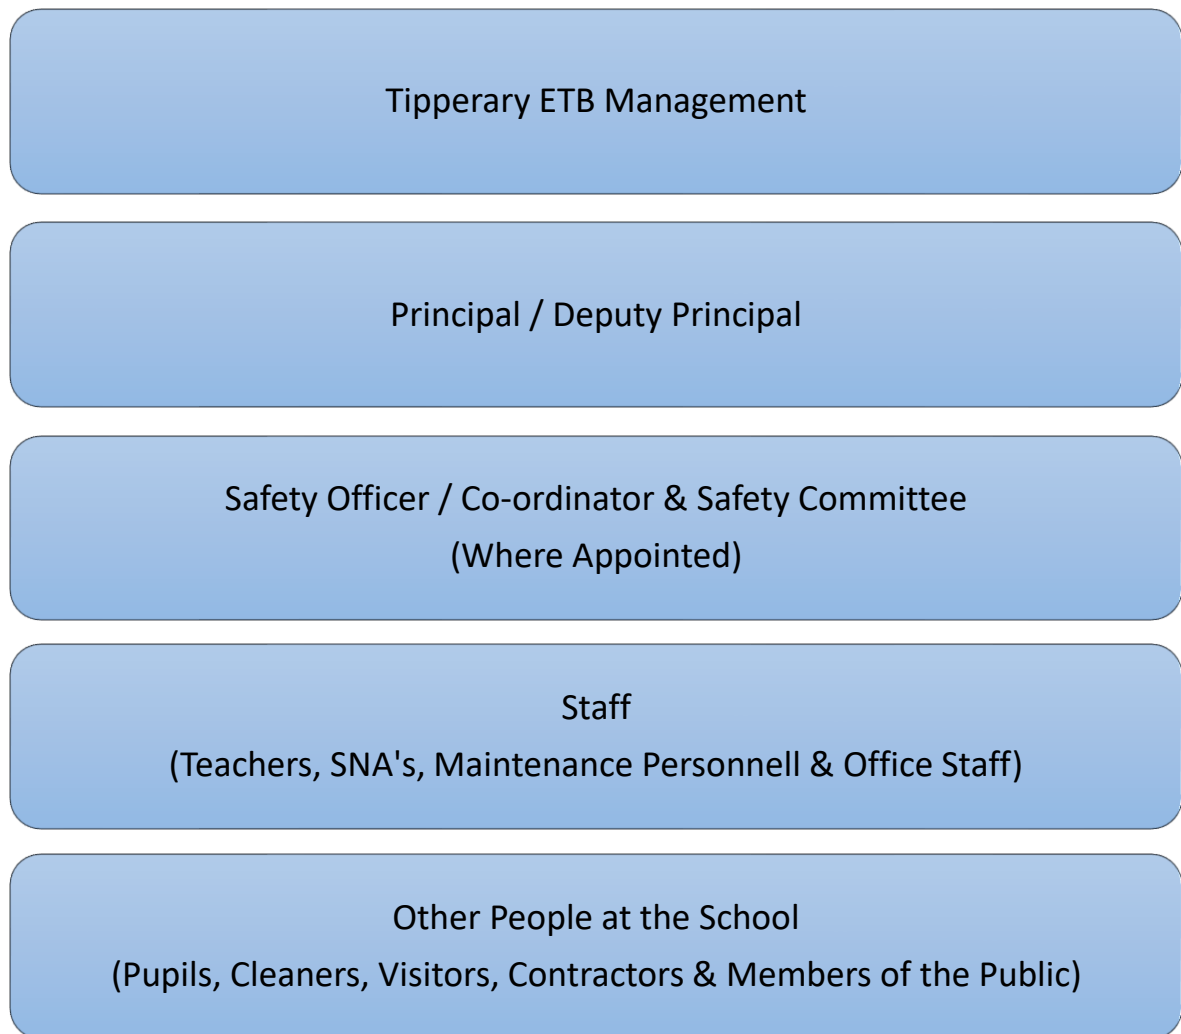 Tipperary ETB Management
Principal / Deputy Principal
Safety Officer / Co-ordinator & Safety Committee
(Where Appointed)
Staff
(Teachers, SNA's, Maintenance Personnell & Office Staff)
Other People at the School
(Pupils, Cleaners, Visitors, Contractors & Members of the Public)